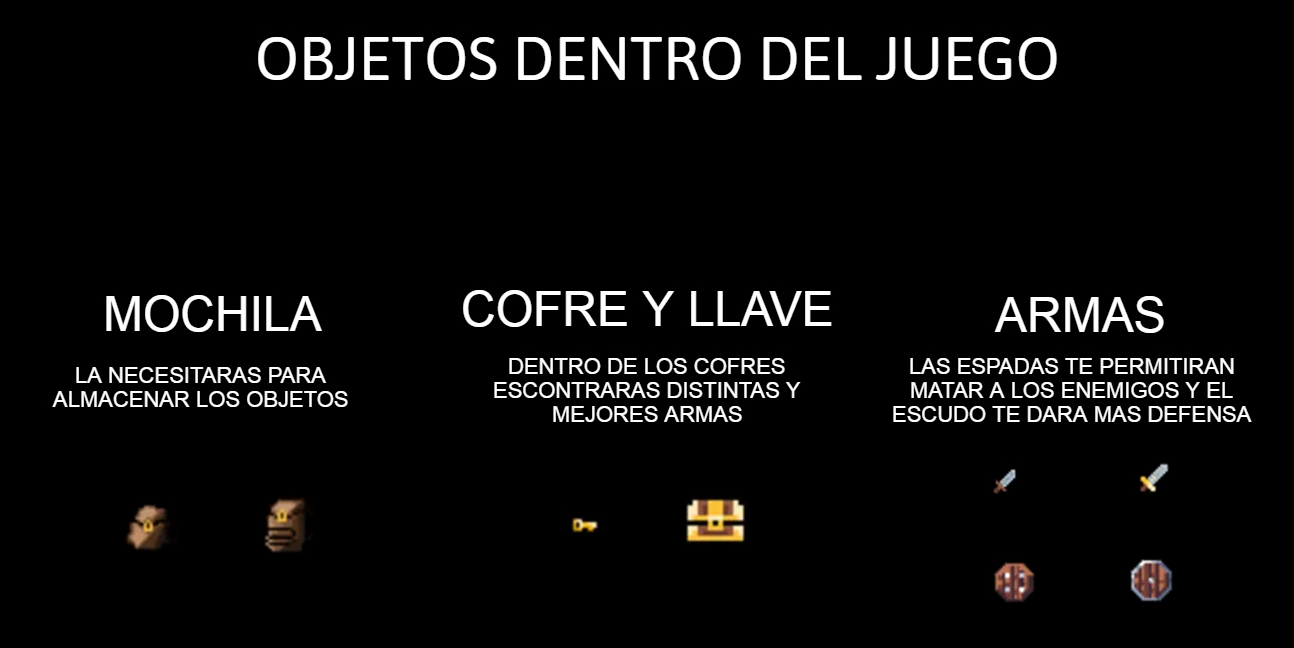 OBJETOS DENTRO DEL JUEGO
MOCHILA
LA NECESITARAS PARA
ALMACENAR LOS OBJETOS
COFRE Y LLAVE
DENTRO DE LOS COFRES
ESCONTRARAS DISTINTAS Y
MEJORES ARMAS
ARMAS
LAS ESPADAS TE PERMITIRAN
MATAR A LOS ENEMIGOS Y EL
ESCUDO TE DARA MAS DEFENSA